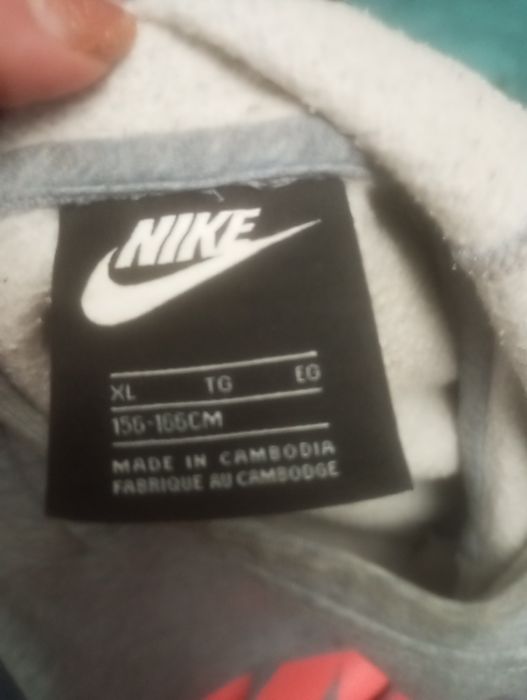 NIKE
XL TG EG
156-166CM
MADE IN CAMBODIA
FABRIQUE AU CAMBODGE